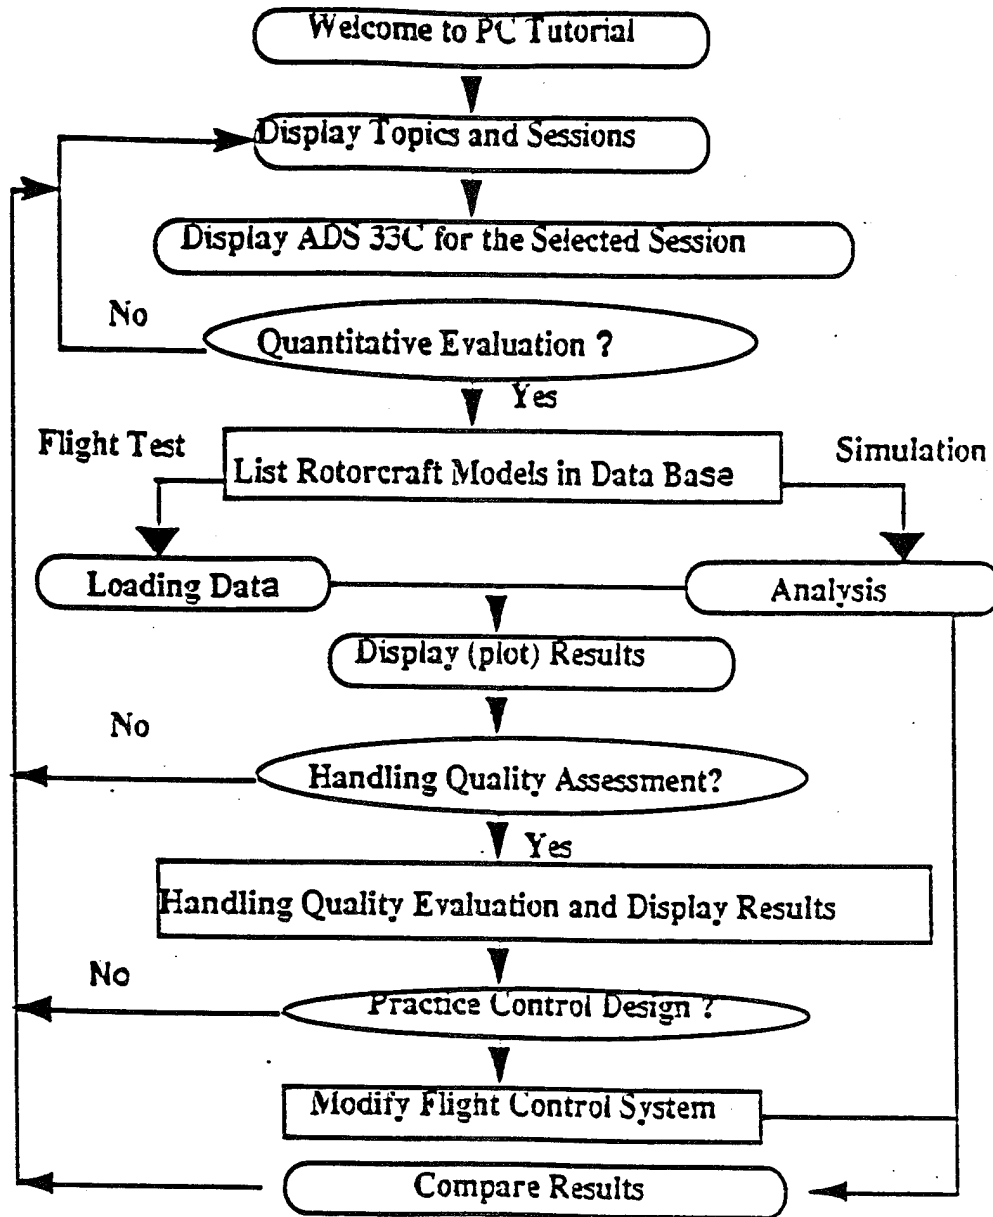 Welcome to PC Tutorial
Display Topics and Sessions
Display ADS 33C for the Selected Session
No
Quantitative Evaluation ?
Yes
Flight Test
Simulation
List Rotorcraft Models in Data Base
Loading Data
Analysis
Display (plot) Results
No
Handling Quality Assessment?
Yes
Handling Quality Evaluation and Display Results
No
Practice Control Design ?
Modify Flight Control System
Compare Results